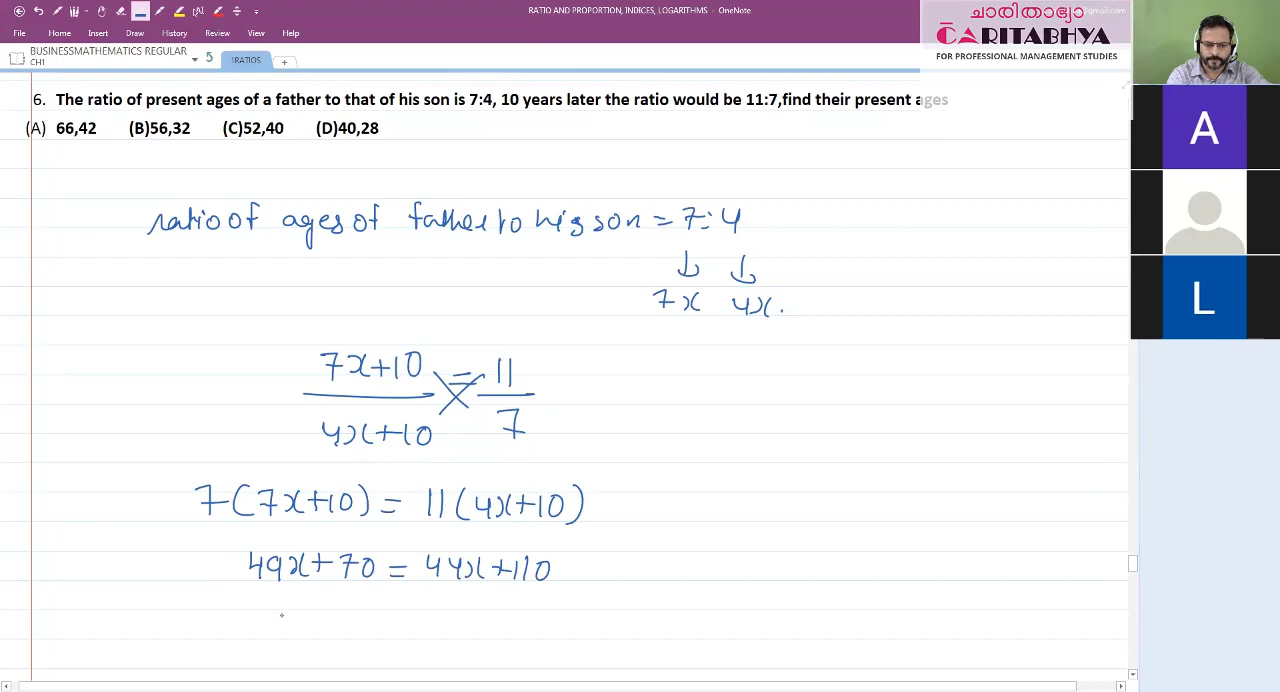 RATIO AND PROPORTION, INDICES, LOGARITHMS - OneNote
@gmail.com
ചാരിതാഭ്യാ
CARITABHYA
FOR PROFESSIONAL MANAGEMENT STUDIES
File Home Insert Draw History Review View Help
BUSINESSMATHEMATICS REGULAR
CH1
5
1RATIOS
6. The ratio of present ages of a father to that of his son is 7:4, 10 years later the ratio would be 11:7,find their present ages
(A) 66,42 (B)56,32 (C)52,40 (D)40,28
ratio of ages of father to his son = 7:4
↓ ↓
7x 4x.
7x+10 = 11
4x+10 7
7(7x+10) = 11(4x+10)
49x+70 = 44x+110
A
L